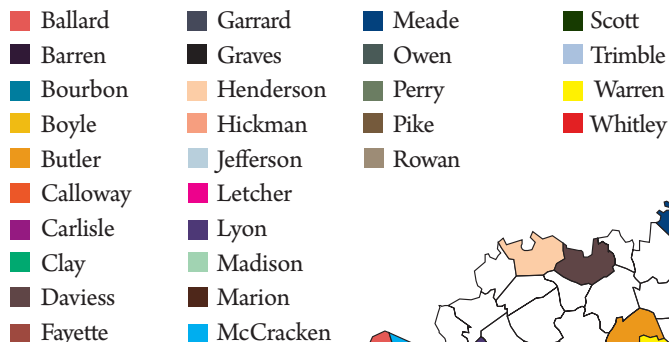 Ballard
Barren
Bourbon
Boyle
Butler
Calloway
Carlisle
Clay
Daviess
Fayette
Garrard
Graves
Henderson
Hickman
Jefferson
Letcher
Lyon
Madison
Marion
McCracken
Meade
Owen
Perry
Pike
Rowan
Scott
Trimble
Warren
Whitley